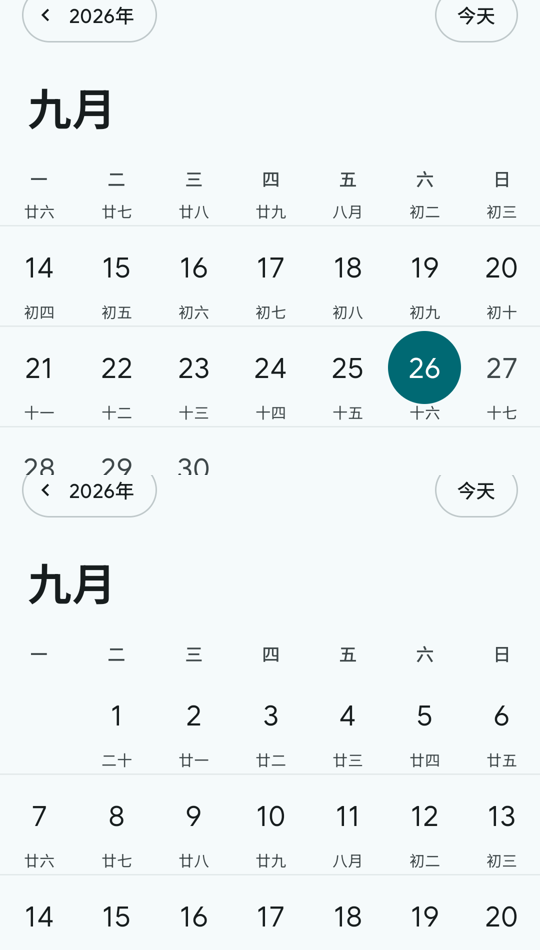 2026年 今天
九月
一 二 三 四 五 六 日
廿六 廿七 廿八 廿九 八月 初二 初三
14 15 16 17 18 19 20
初四 初五 初六 初七 初八 初九 初十
21 22 23 24 25 26 27
十一 十二 十三 十四 十五 十六 十七
28 29 30
2026年 今天
九月
一 二 三 四 五 六 日
1 2 3 4 5 6
二十 廿一 廿二 廿三 廿四 廿五
7 8 9 10 11 12 13
廿六 廿七 廿八 廿九 八月 初二 初三
14 15 16 17 18 19 20